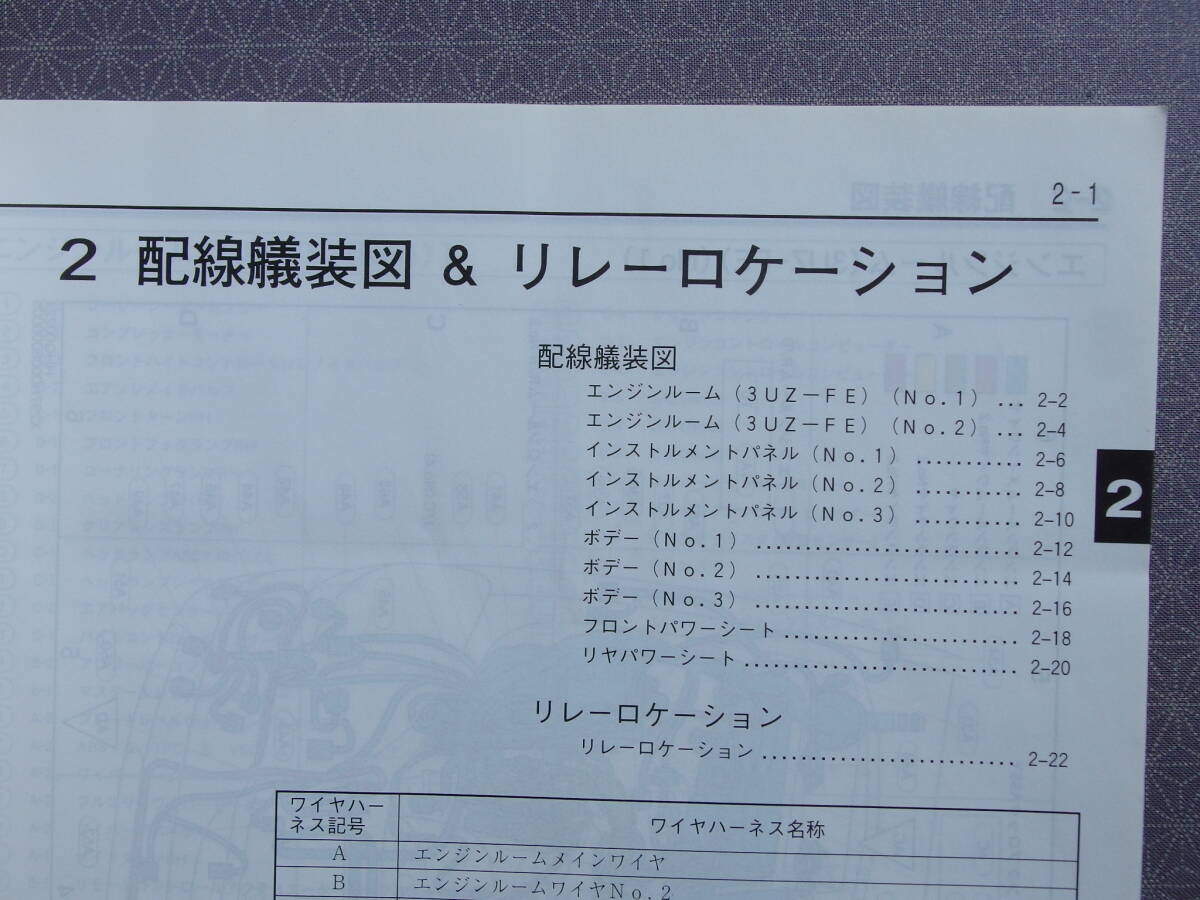 2-1
2 配線艤装図 & リレーロケーション
配線艤装図
エンジンルーム（3UZ－FE）（No.1） ... 2-2
エンジンルーム（3UZ－FE）（No.2） ... 2-4
インストルメントパネル（No.1） ........... 2-6
インストルメントパネル（No.2） ........... 2-8
インストルメントパネル（No.3） ........... 2-10
2
ボデー（No.1） ........................... 2-12
ボデー（No.2） ........................... 2-14
ボデー（No.3） ........................... 2-16
フロントパワーシート ........................ 2-18
リヤパワーシート ............................ 2-20
リレーロケーション
リレーロケーション .......................... 2-22
ワイヤハー
ネス記号
ワイヤハーネス名称
A エンジンルームメインワイヤ
B エンジンルームワイヤNo.2